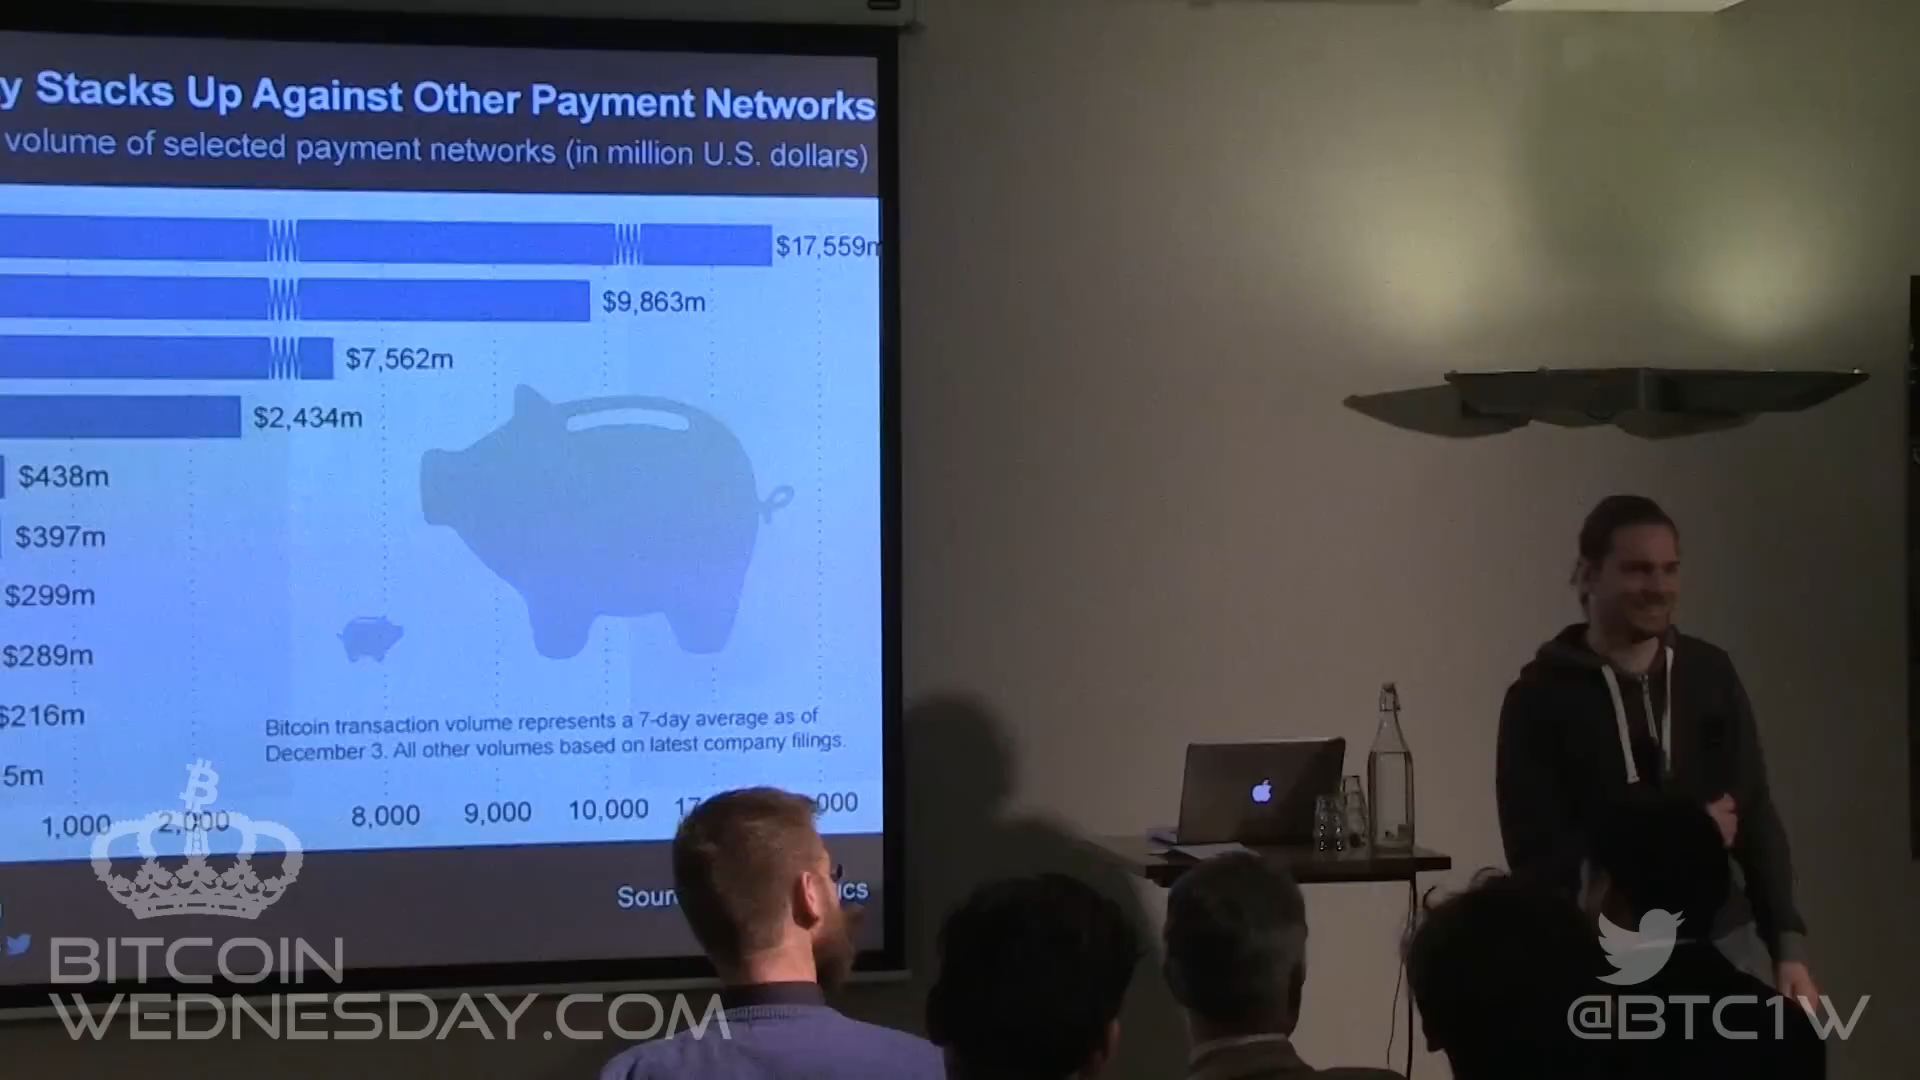 y Stacks Up Against Other Payment Networks
volume of selected payment networks (in million U.S. dollars)
$17,559m
$9,863m
$7,562m
$2,434m
$438m
$397m
$299m
$289m
$216m
5m
Bitcoin transaction volume represents a 7-day average as of
December 3. All other volumes based on latest company filings.
1,000 2,000 8,000 9,000 10,000 17 000
BITCOIN
WEDNESDAY.COM
@BTC1W